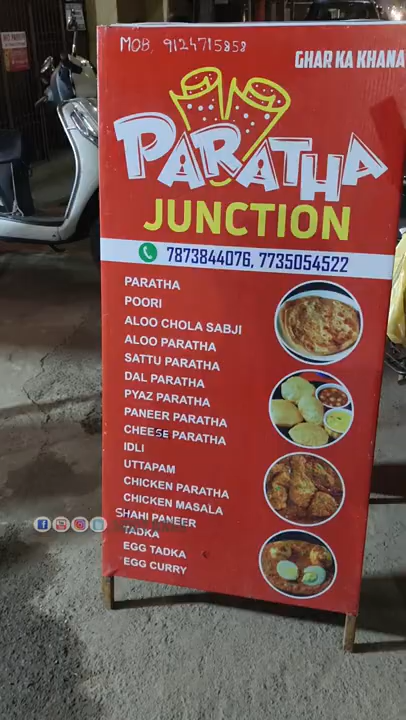 MOB. 9124715858
GHAR KA KHANA
PARATHA
JUNCTION
7873844076, 7735054522
PARATHA
POORI
ALOO CHOLA SABJI
ALOO PARATHA
SATTU PARATHA
DAL PARATHA
PYAZ PARATHA
PANEER PARATHA
CHEESE PARATHA
IDLI
UTTAPAM
CHICKEN PARATHA
CHICKEN MASALA
SHAHI PANEER
TADKA
EGG TADKA
EGG CURRY